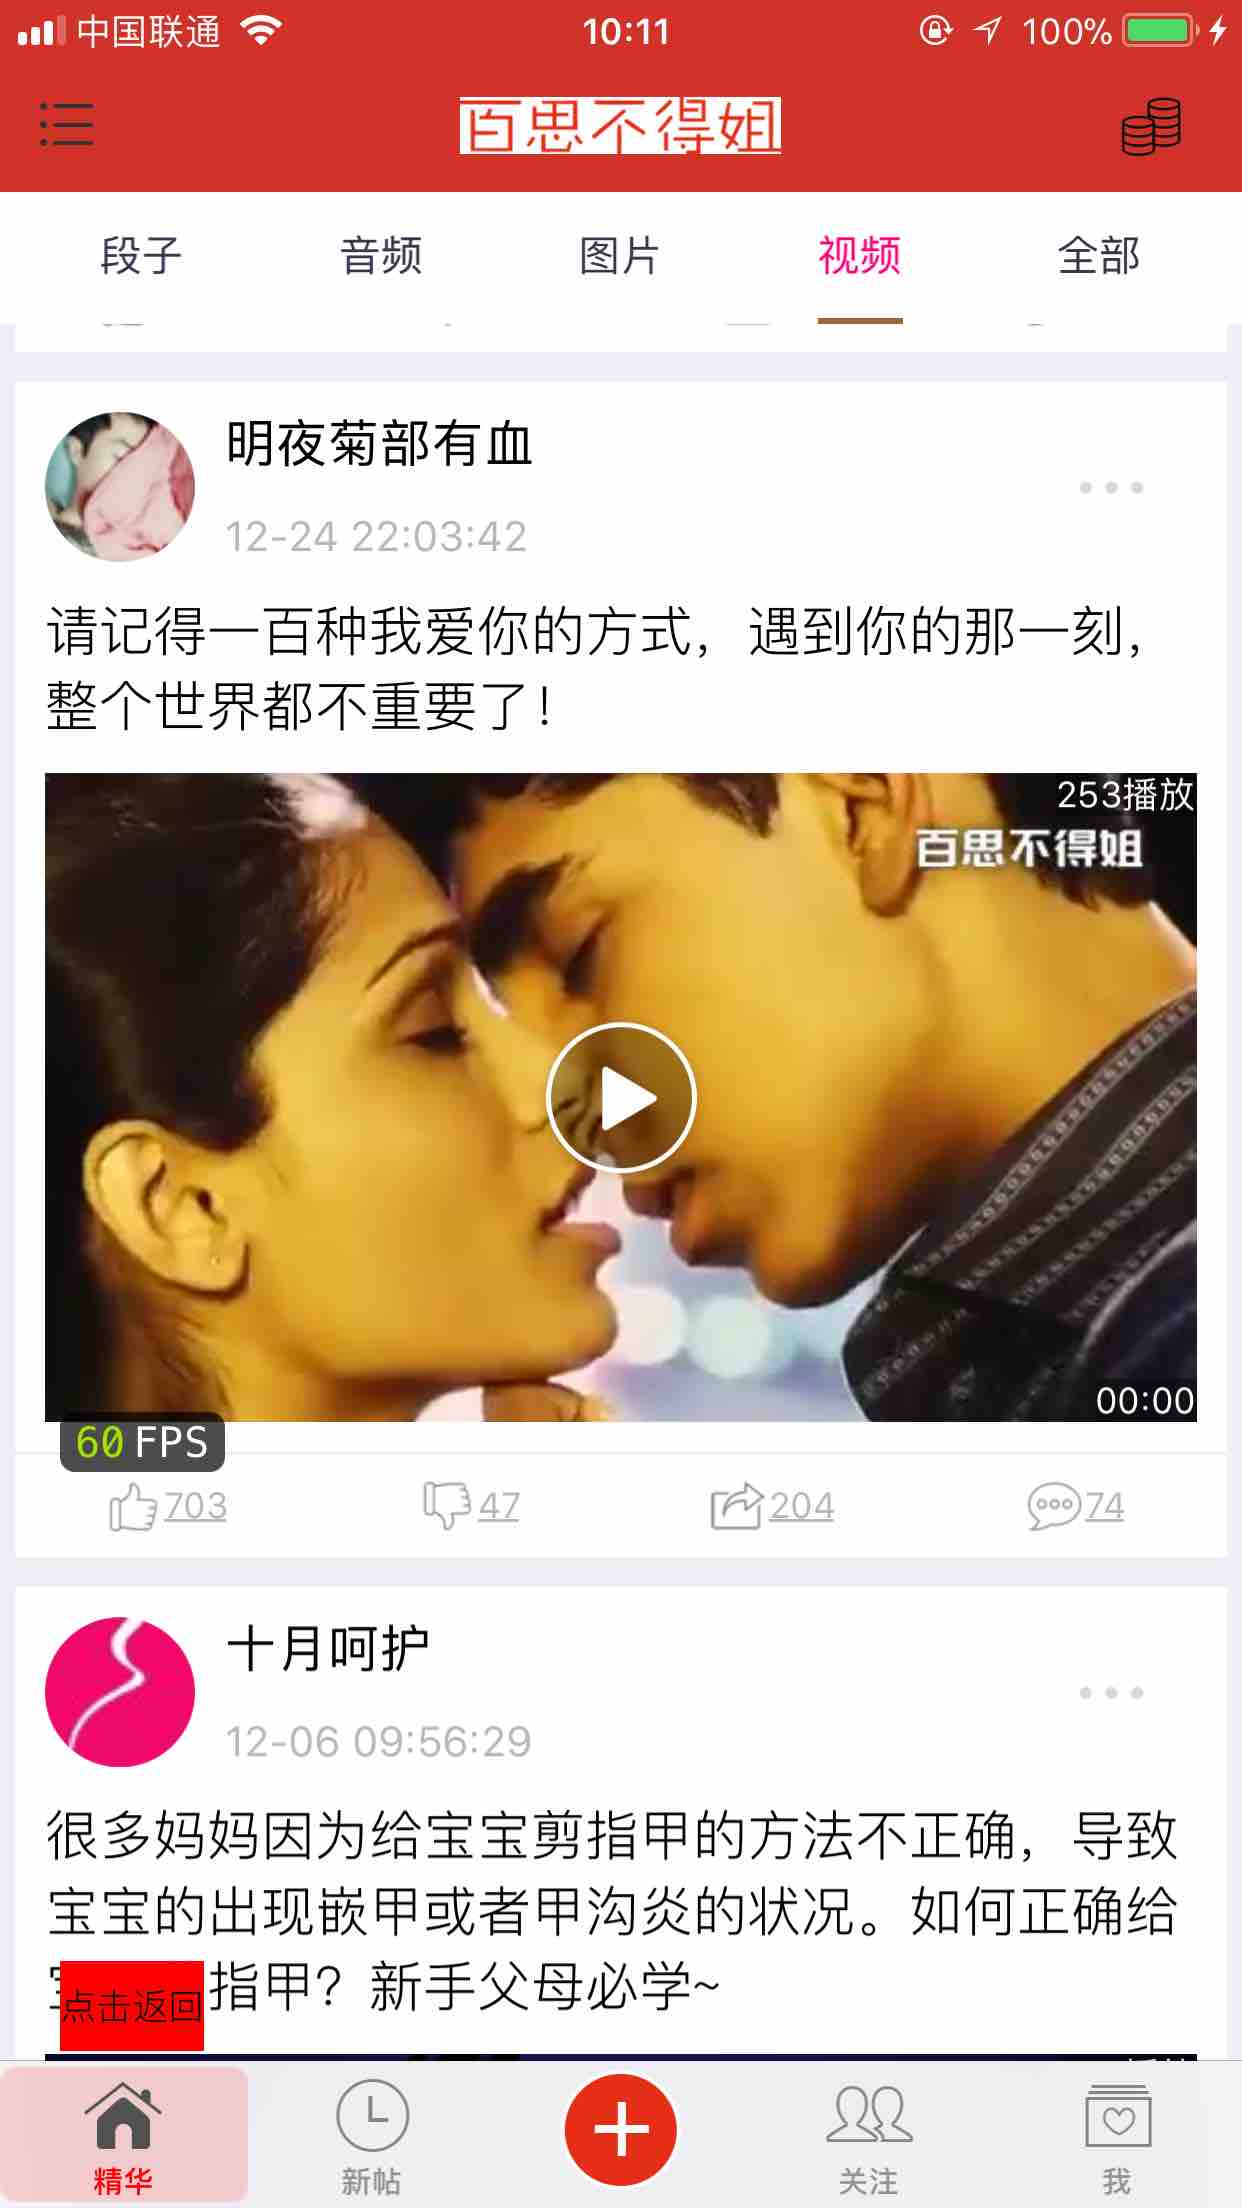 中国联通
10:11
100%
百思不得姐
段子 音频 图片 视频 全部
明夜菊部有血
12-24 22:03:42
请记得一百种我爱你的方式，遇到你的那一刻，
整个世界都不重要了！
253播放
百思不得姐
00:00
60 FPS
703 47 204 74
十月呵护
12-06 09:56:29
很多妈妈因为给宝宝剪指甲的方法不正确，导致
宝宝的出现嵌甲或者甲沟炎的状况。如何正确给
指甲？新手父母必学~
点击返回
精华 新帖 关注 我